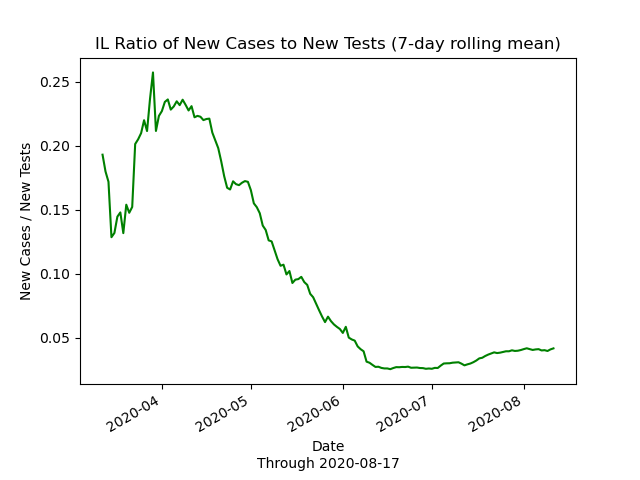 IL Ratio of New Cases to New Tests (7-day rolling mean)
New Cases / New Tests
0.25
0.20
0.15
0.10
0.05
2020-04
2020-05
2020-06
2020-07
2020-08
Date
Through 2020-08-17